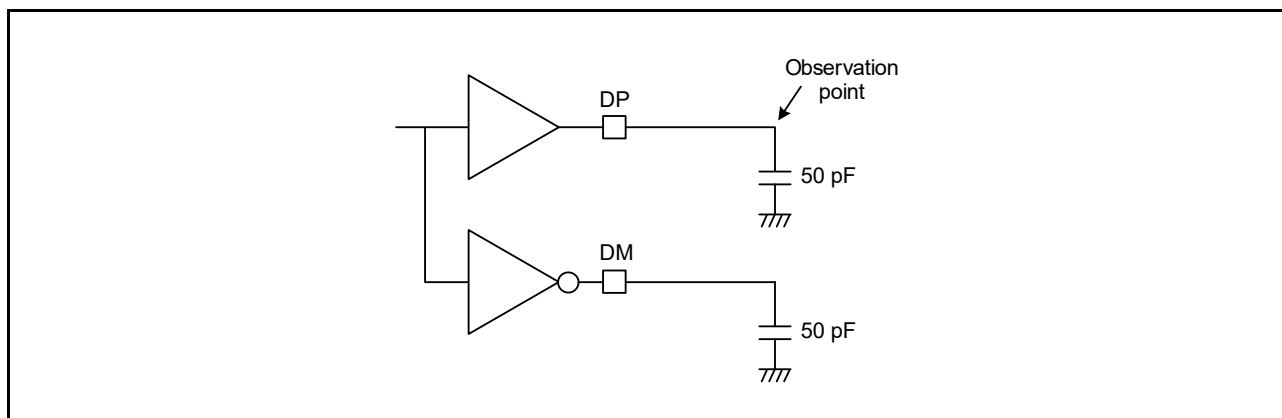 Observation
point
DP
50 pF
DM
50 pF